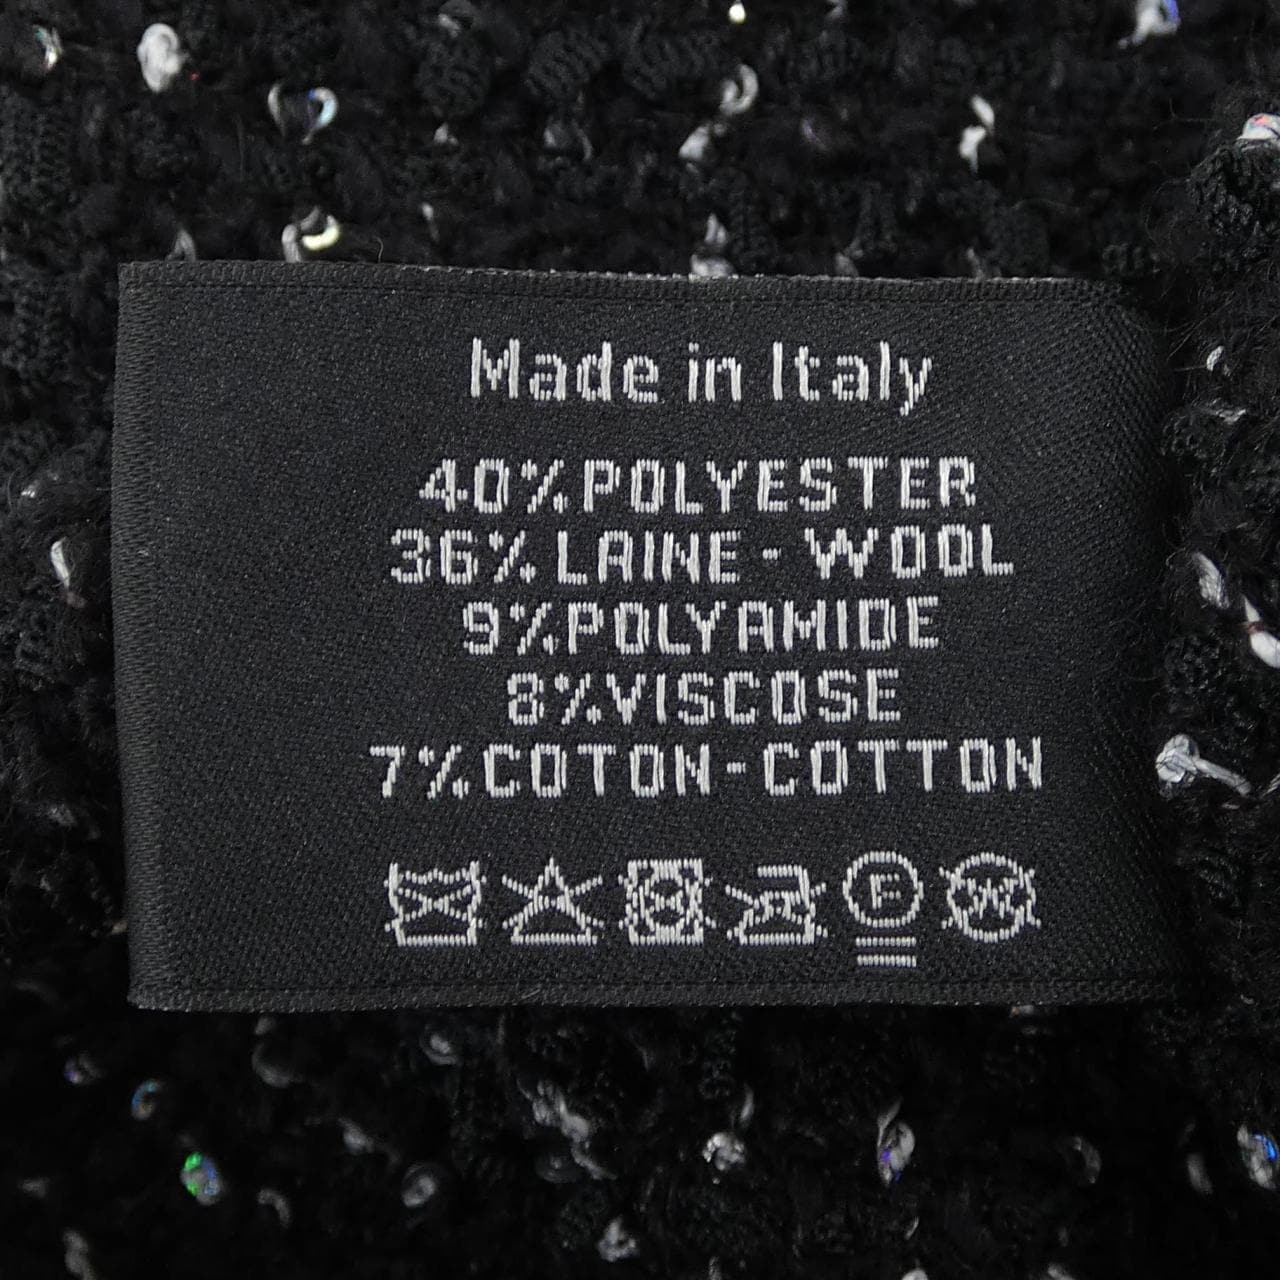 Made in Italy
40% POLYESTER
36% LAINE - WOOL
9% POLYAMIDE
8% VISCOSE
7% COTON - COTTON
F W